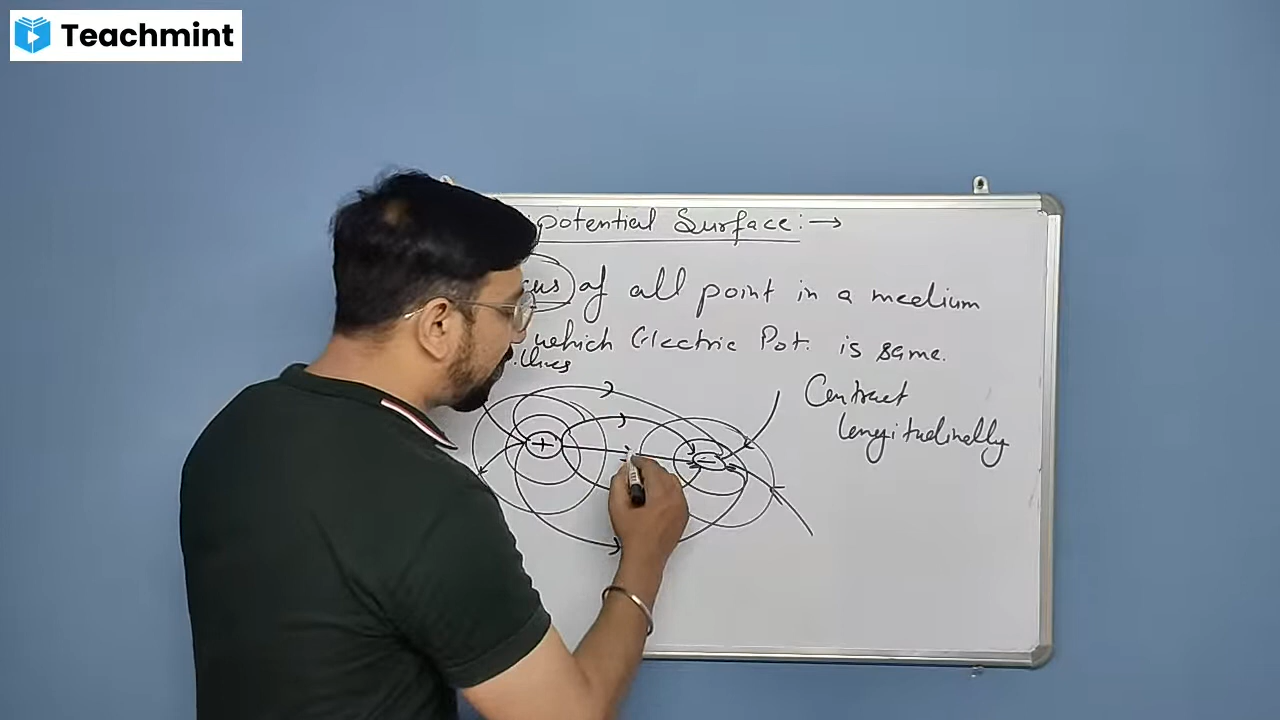 Teachmint
potential Surface:→
of all point in a medium
which Electric Pot. is same.
Contract
longitudinally
+
-